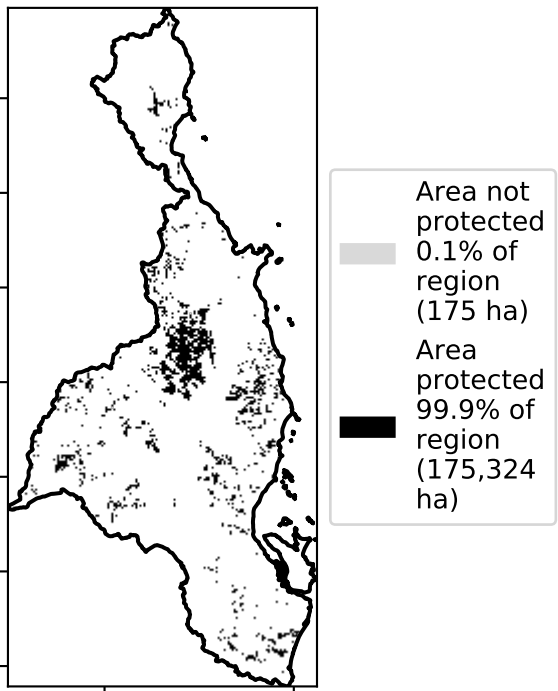 Area not
protected
0.1% of
region
(175 ha)
Area
protected
99.9% of
region
(175,324
ha)